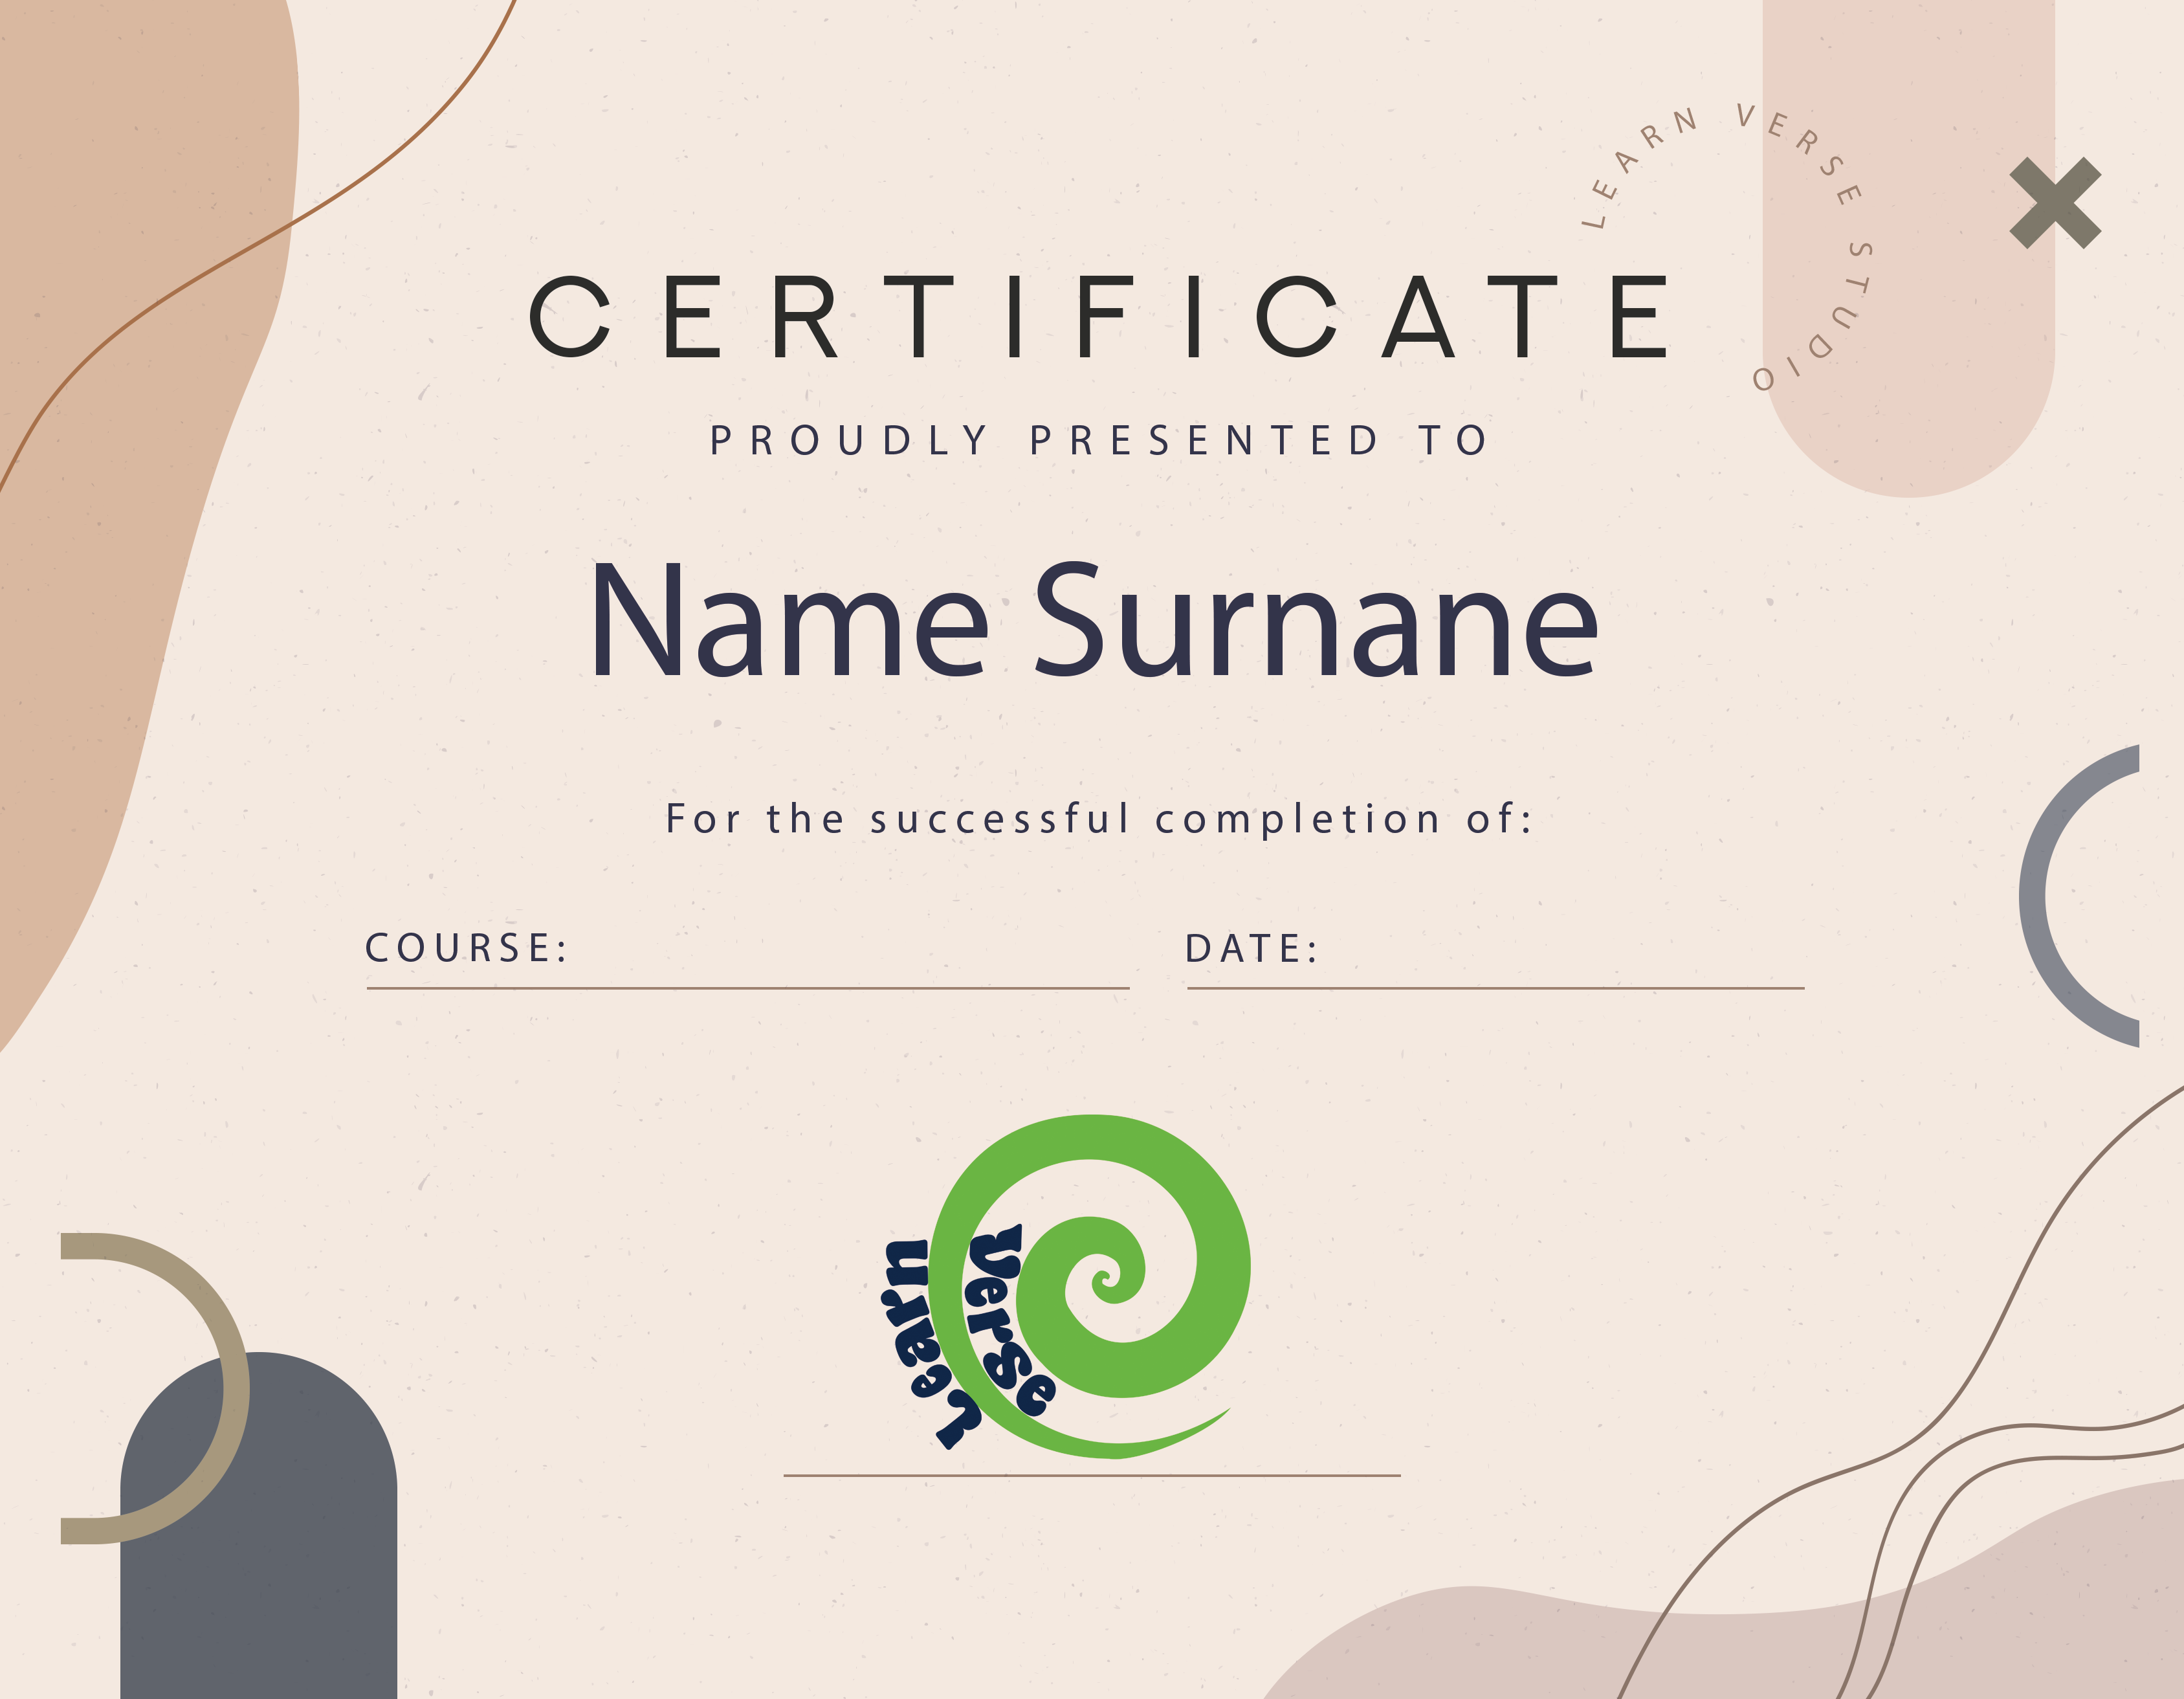 LEARN VERSE STUDIO
CERTIFICATE
PROUDLY PRESENTED TO
Name Surnane
For the successful completion of:
COURSE:
DATE:
Learn
Verse